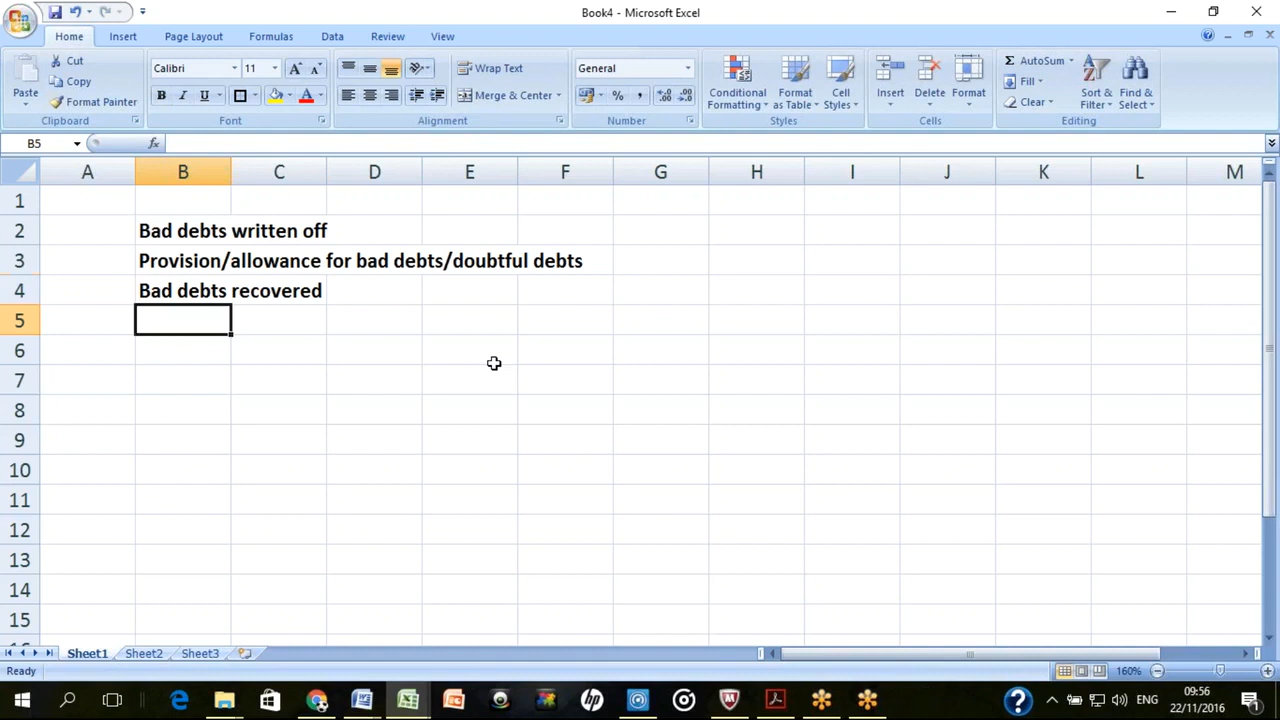 Book4 - Microsoft Excel
Home Insert Page Layout Formulas Data Review View
Cut Calibri 11 Wrap Text General AutoSum
Copy Fill
Paste Format Painter Merge & Center Conditional Formatting Format as Table Cell Styles Insert Delete Format Clear Sort & Filter Find & Select
Clipboard Font Alignment Number Styles Cells Editing
B5 fx
A B C D E F G H I J K L M
1
2 Bad debts written off
3 Provision/allowance for bad debts/doubtful debts
4 Bad debts recovered
5
6
7
8
9
10
11
12
13
14
15
Sheet1 Sheet2 Sheet3
Ready 160%
ENG 09:56
22/11/2016